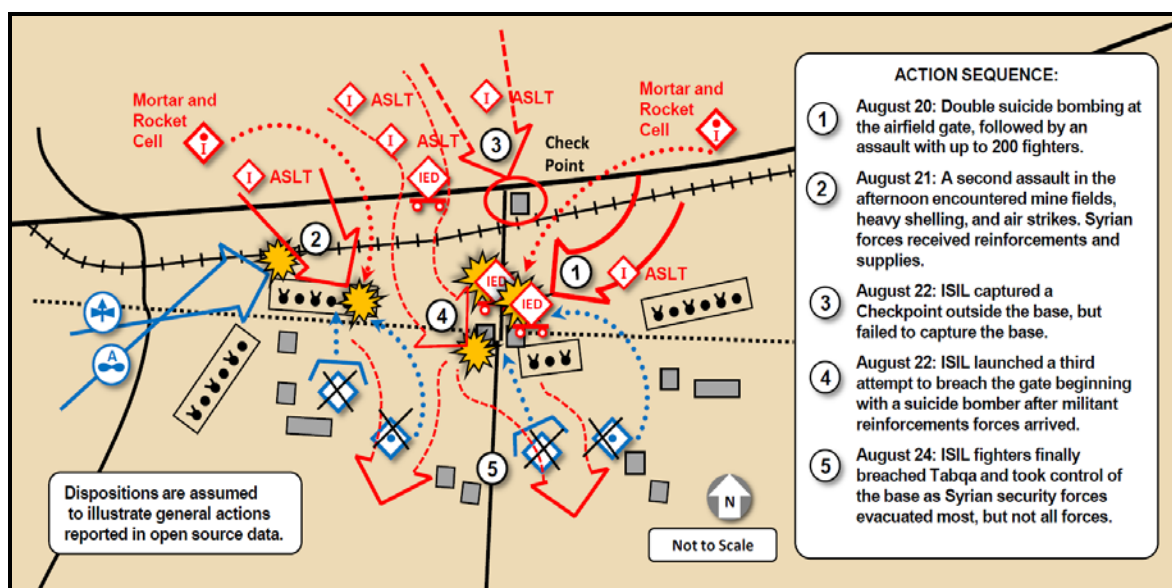 Mortar and
Rocket
Cell
I
I
ASLT
I
ASLT
I
ASLT
I
ASLT
IED
3
Check
Point
Mortar and
Rocket
Cell
I
2
1
I
ASLT
IED
IED
4
A
5
N
Dispositions are assumed
to illustrate general actions
reported in open source data.
Not to Scale
ACTION SEQUENCE:
1
August 20: Double suicide bombing at
the airfield gate, followed by an
assault with up to 200 fighters.
2
August 21: A second assault in the
afternoon encountered mine fields,
heavy shelling, and air strikes. Syrian
forces received reinforcements and
supplies.
3
August 22: ISIL captured a
Checkpoint outside the base, but
failed to capture the base.
4
August 22: ISIL launched a third
attempt to breach the gate beginning
with a suicide bomber after militant
reinforcements forces arrived.
5
August 24: ISIL fighters finally
breached Tabqa and took control of
the base as Syrian security forces
evacuated most, but not all forces.